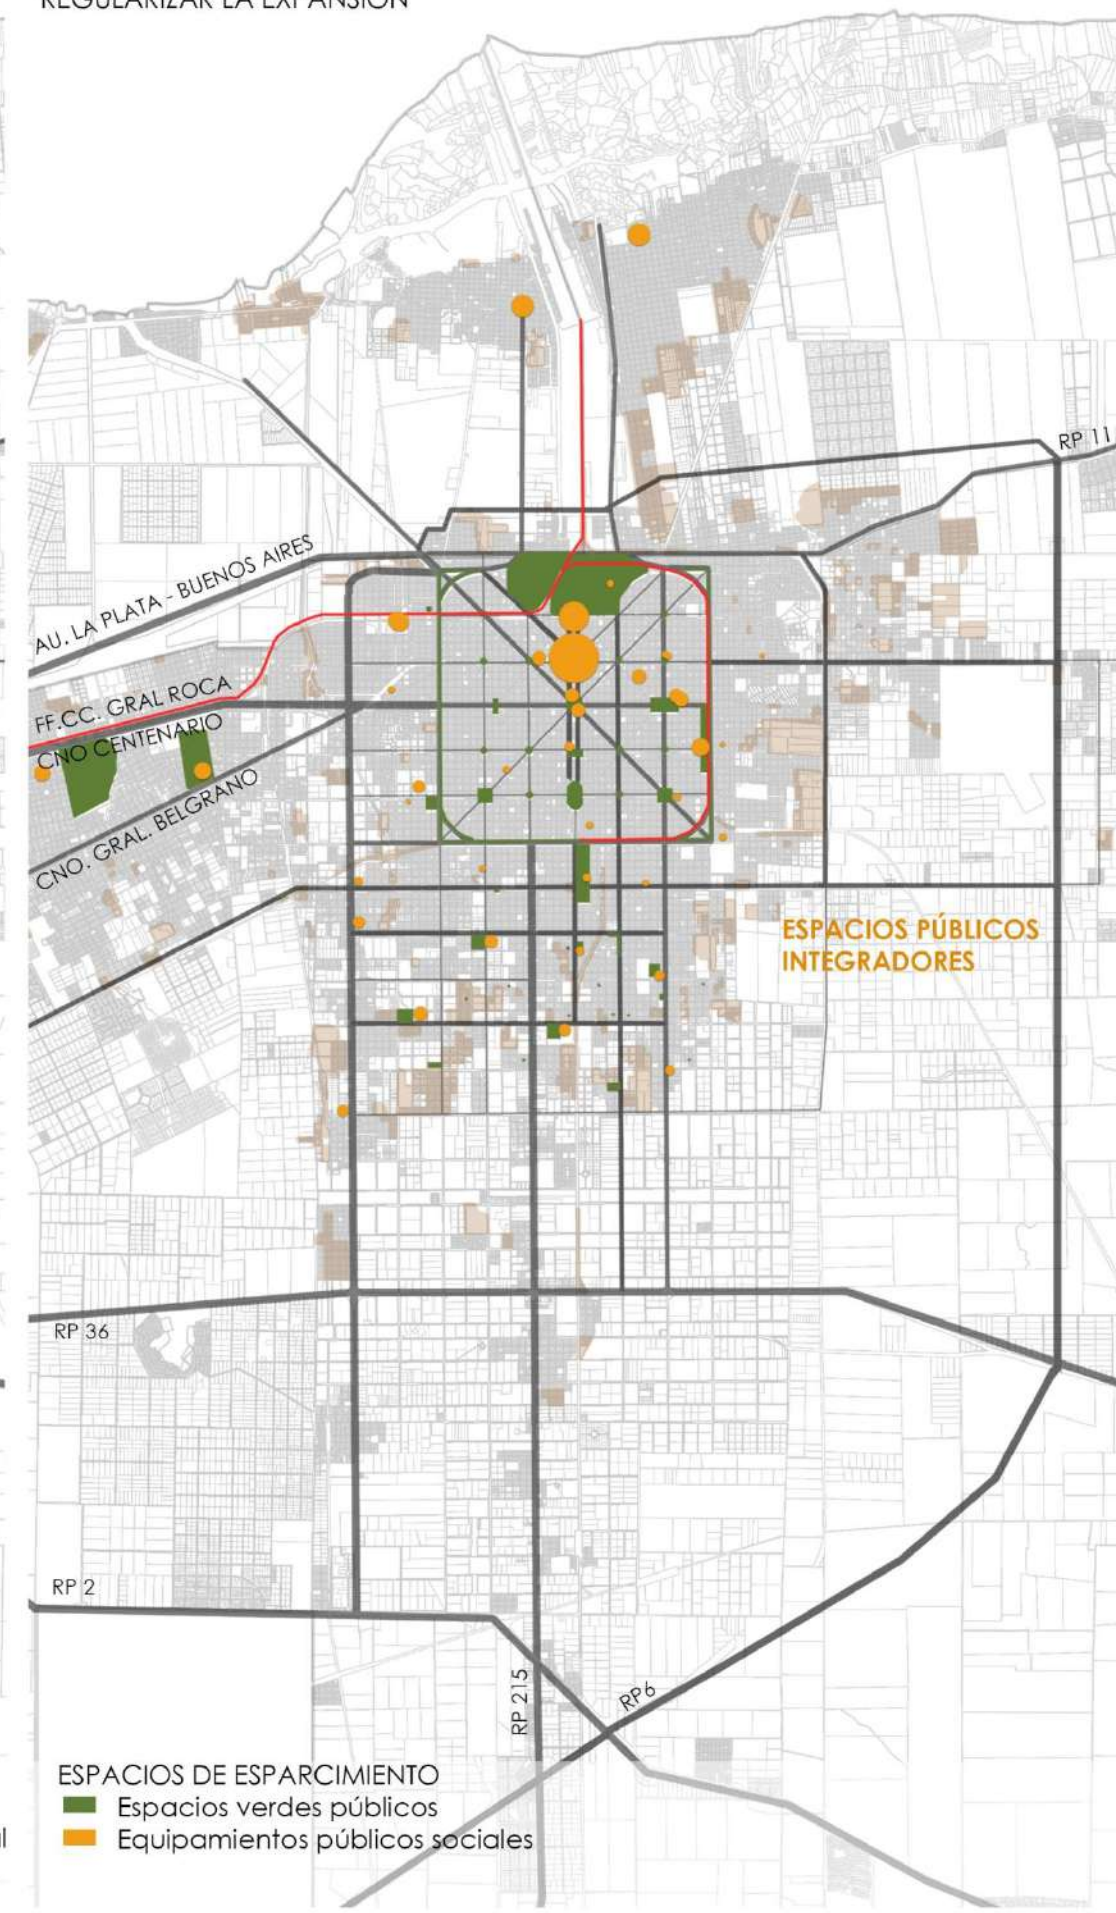 REGULARIZAR LA EXPANSIÓN
RP 11
AU. LA PLATA - BUENOS AIRES
FF.CC. GRAL ROCA
CNO CENTENARIO
CNO. GRAL. BELGRANO
ESPACIOS PÚBLICOS
INTEGRADORES
RP 36
RP 2
RP 215
RP6
ESPACIOS DE ESPARCIMIENTO
Espacios verdes públicos
Equipamientos públicos sociales